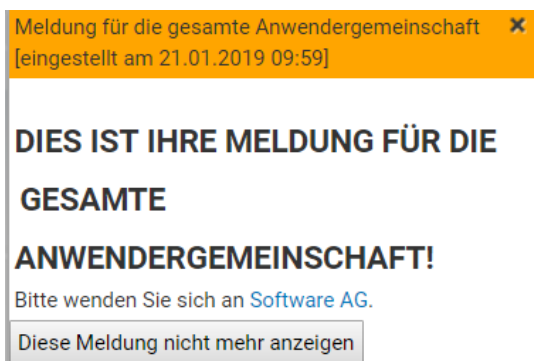 Meldung für die gesamte Anwendergemeinschaft
[eingestellt am 21.01.2019 09:59]
DIES IST IHRE MELDUNG FÜR DIE
GESAMTE
ANWENDERGEMEINSCHAFT!
Bitte wenden Sie sich an Software AG.
Diese Meldung nicht mehr anzeigen